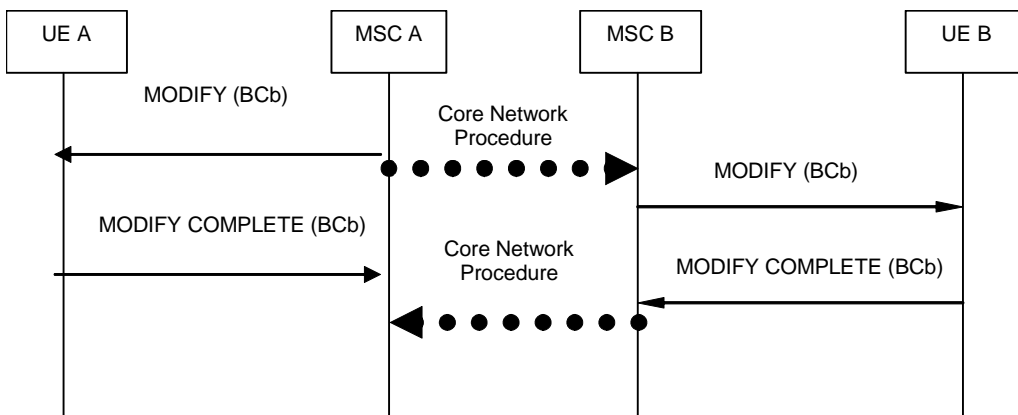 UE A
MSC A
MSC B
UE B
MODIFY (BCb)
Core Network
Procedure
MODIFY (BCb)
MODIFY COMPLETE (BCb)
Core Network
Procedure
MODIFY COMPLETE (BCb)